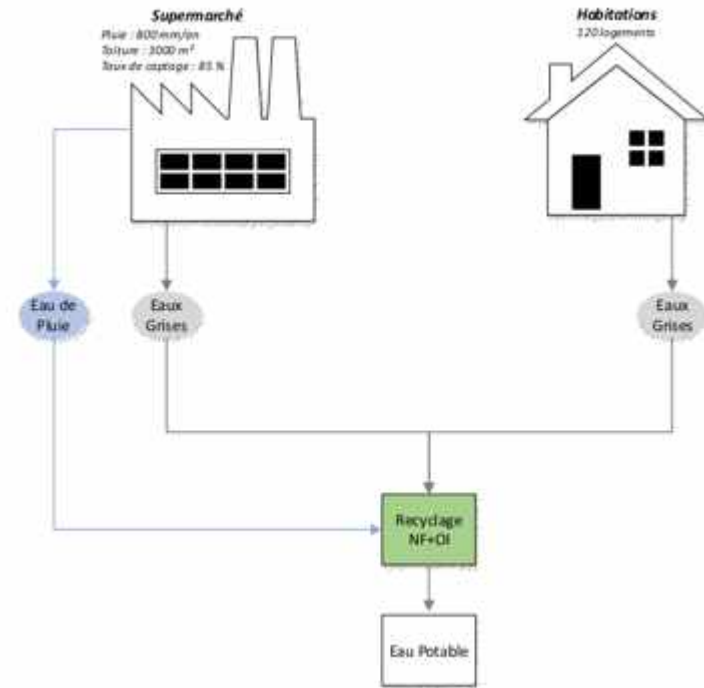 Supermarché
Pluie : 800 mm/an
Toiture : 3000 m²
Taux de captage : 85 %
Habitations
120 logements
Eau de
Pluie
Eaux
Grises
Eaux
Grises
Recyclage
NF+OI
Eau Potable